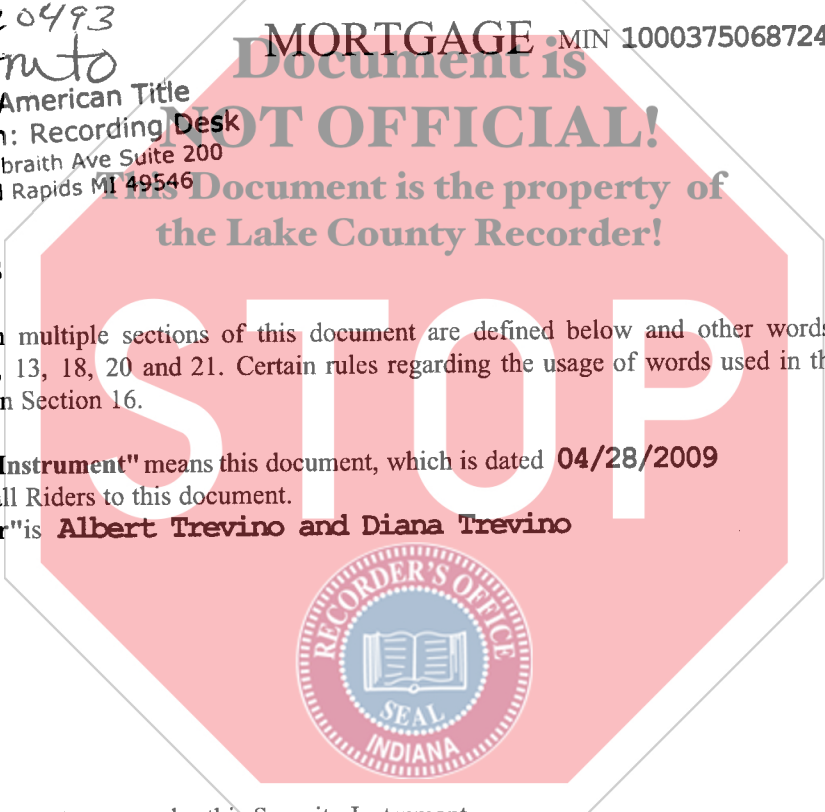 20493
MORTGAGE MIN 1000375068724
Document is
American Title
NOT OFFICIAL!
n: Recording Desk
braith Ave Suite 200
Rapids MI 49546
This Document is the property of
the Lake County Recorder!
STOP
multiple sections of this document are defined below and other words
, 13, 18, 20 and 21. Certain rules regarding the usage of words used in th
n Section 16.
Instrument" means this document, which is dated 04/28/2009
all Riders to this document.
r" is Albert Trevino and Diana Trevino
RECORDER'S OFFICE
SEAL
INDIANA